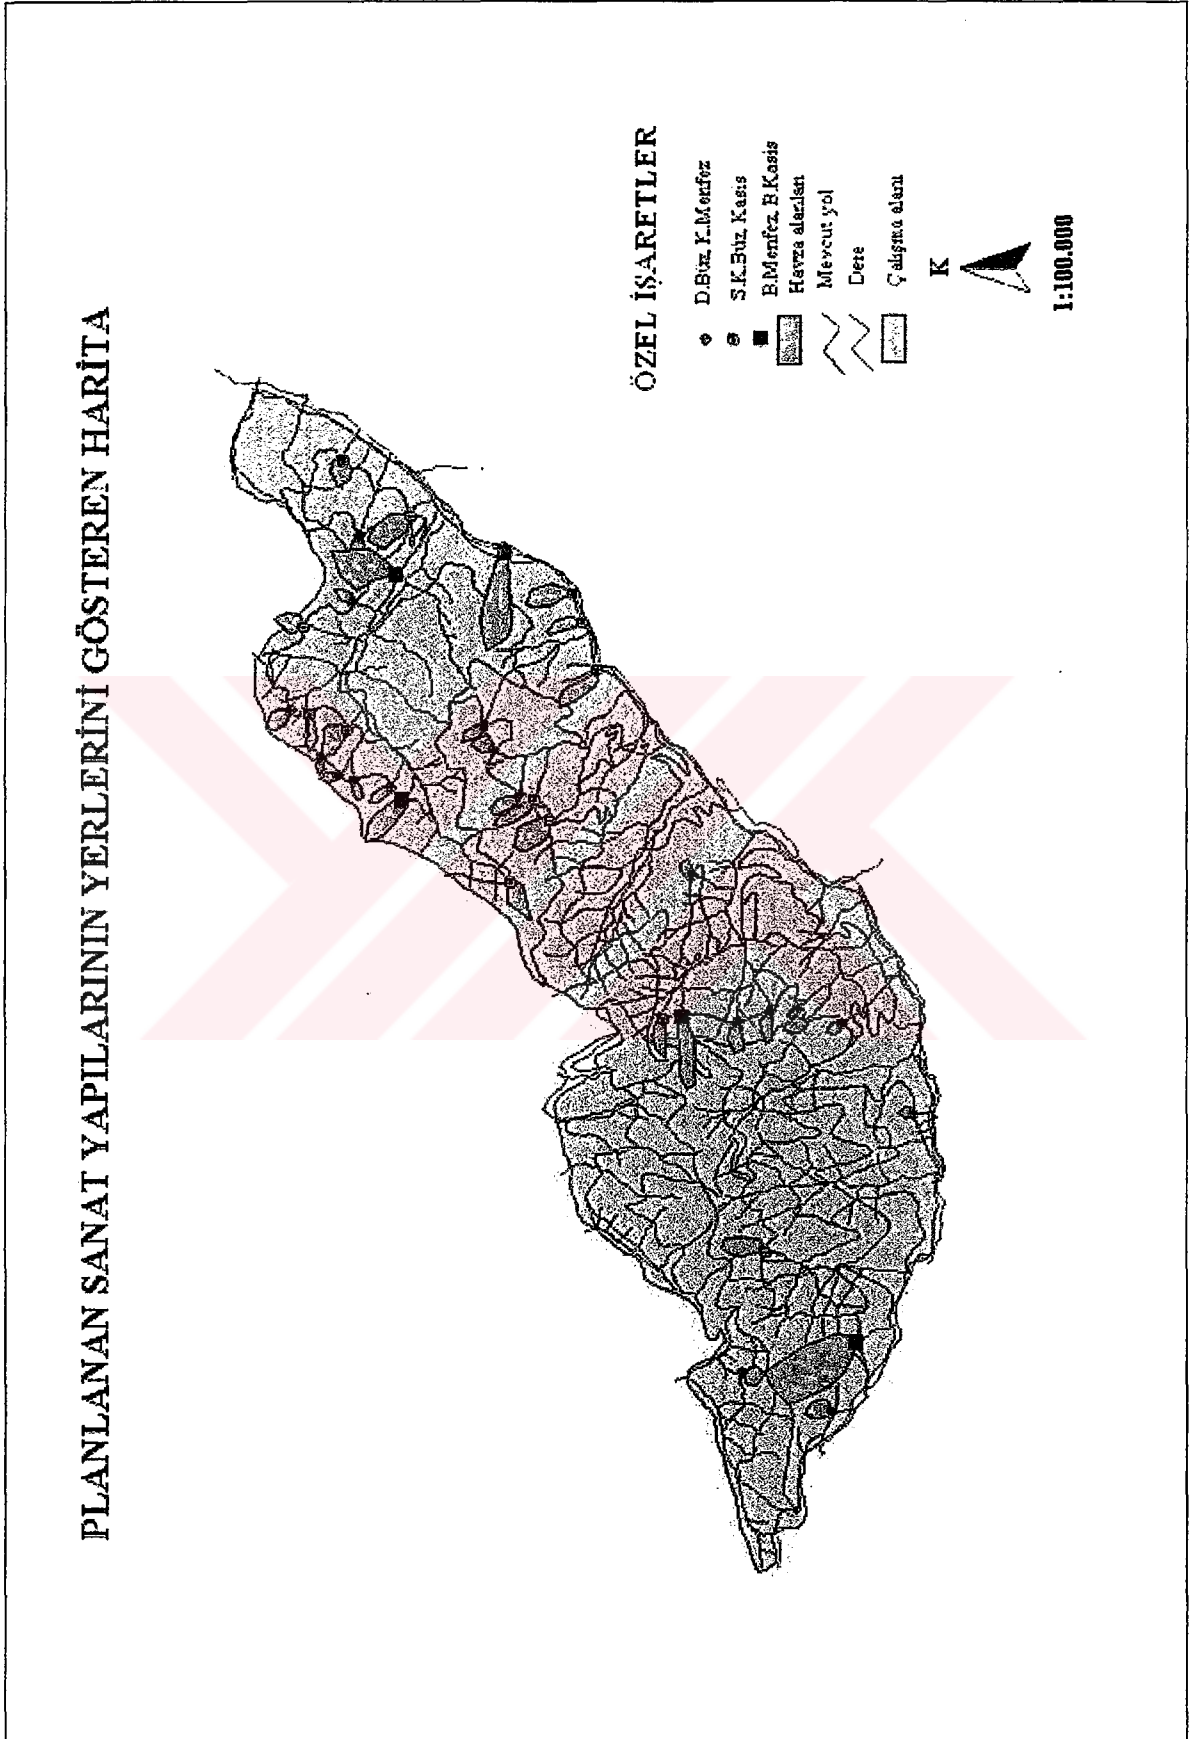 PLANLANAN SANAT YAPILARININ YERLERİNİ GÖSTEREN HARİTA
ÖZEL İŞARETLER
D.Büz, K.Menfez
S.K.Büz, Kasis
B.Menfez, B.Kasis
Havza alanları
Mevcut yol
Dere
Çalışma alanı
K
1:100.000